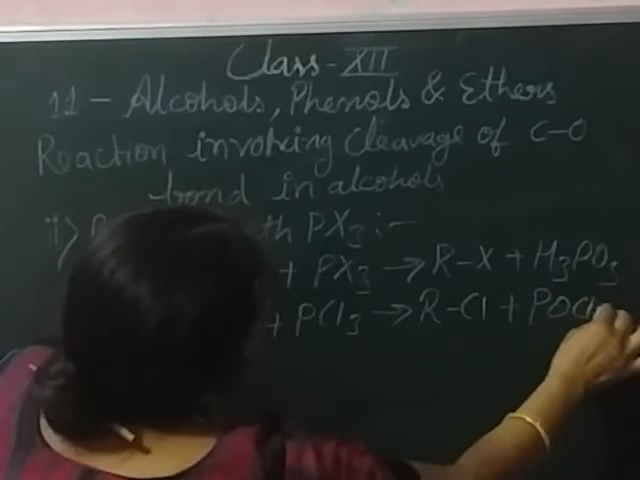 Class - XII
11 - Alcohols, Phenols & Ethers
Reaction involving Cleavage of C-O
bond in alcohols
ii> th PX₃ :-
+ PX₃ → R-X + H₃PO₃
+ PCl₃ → R-Cl + POCl